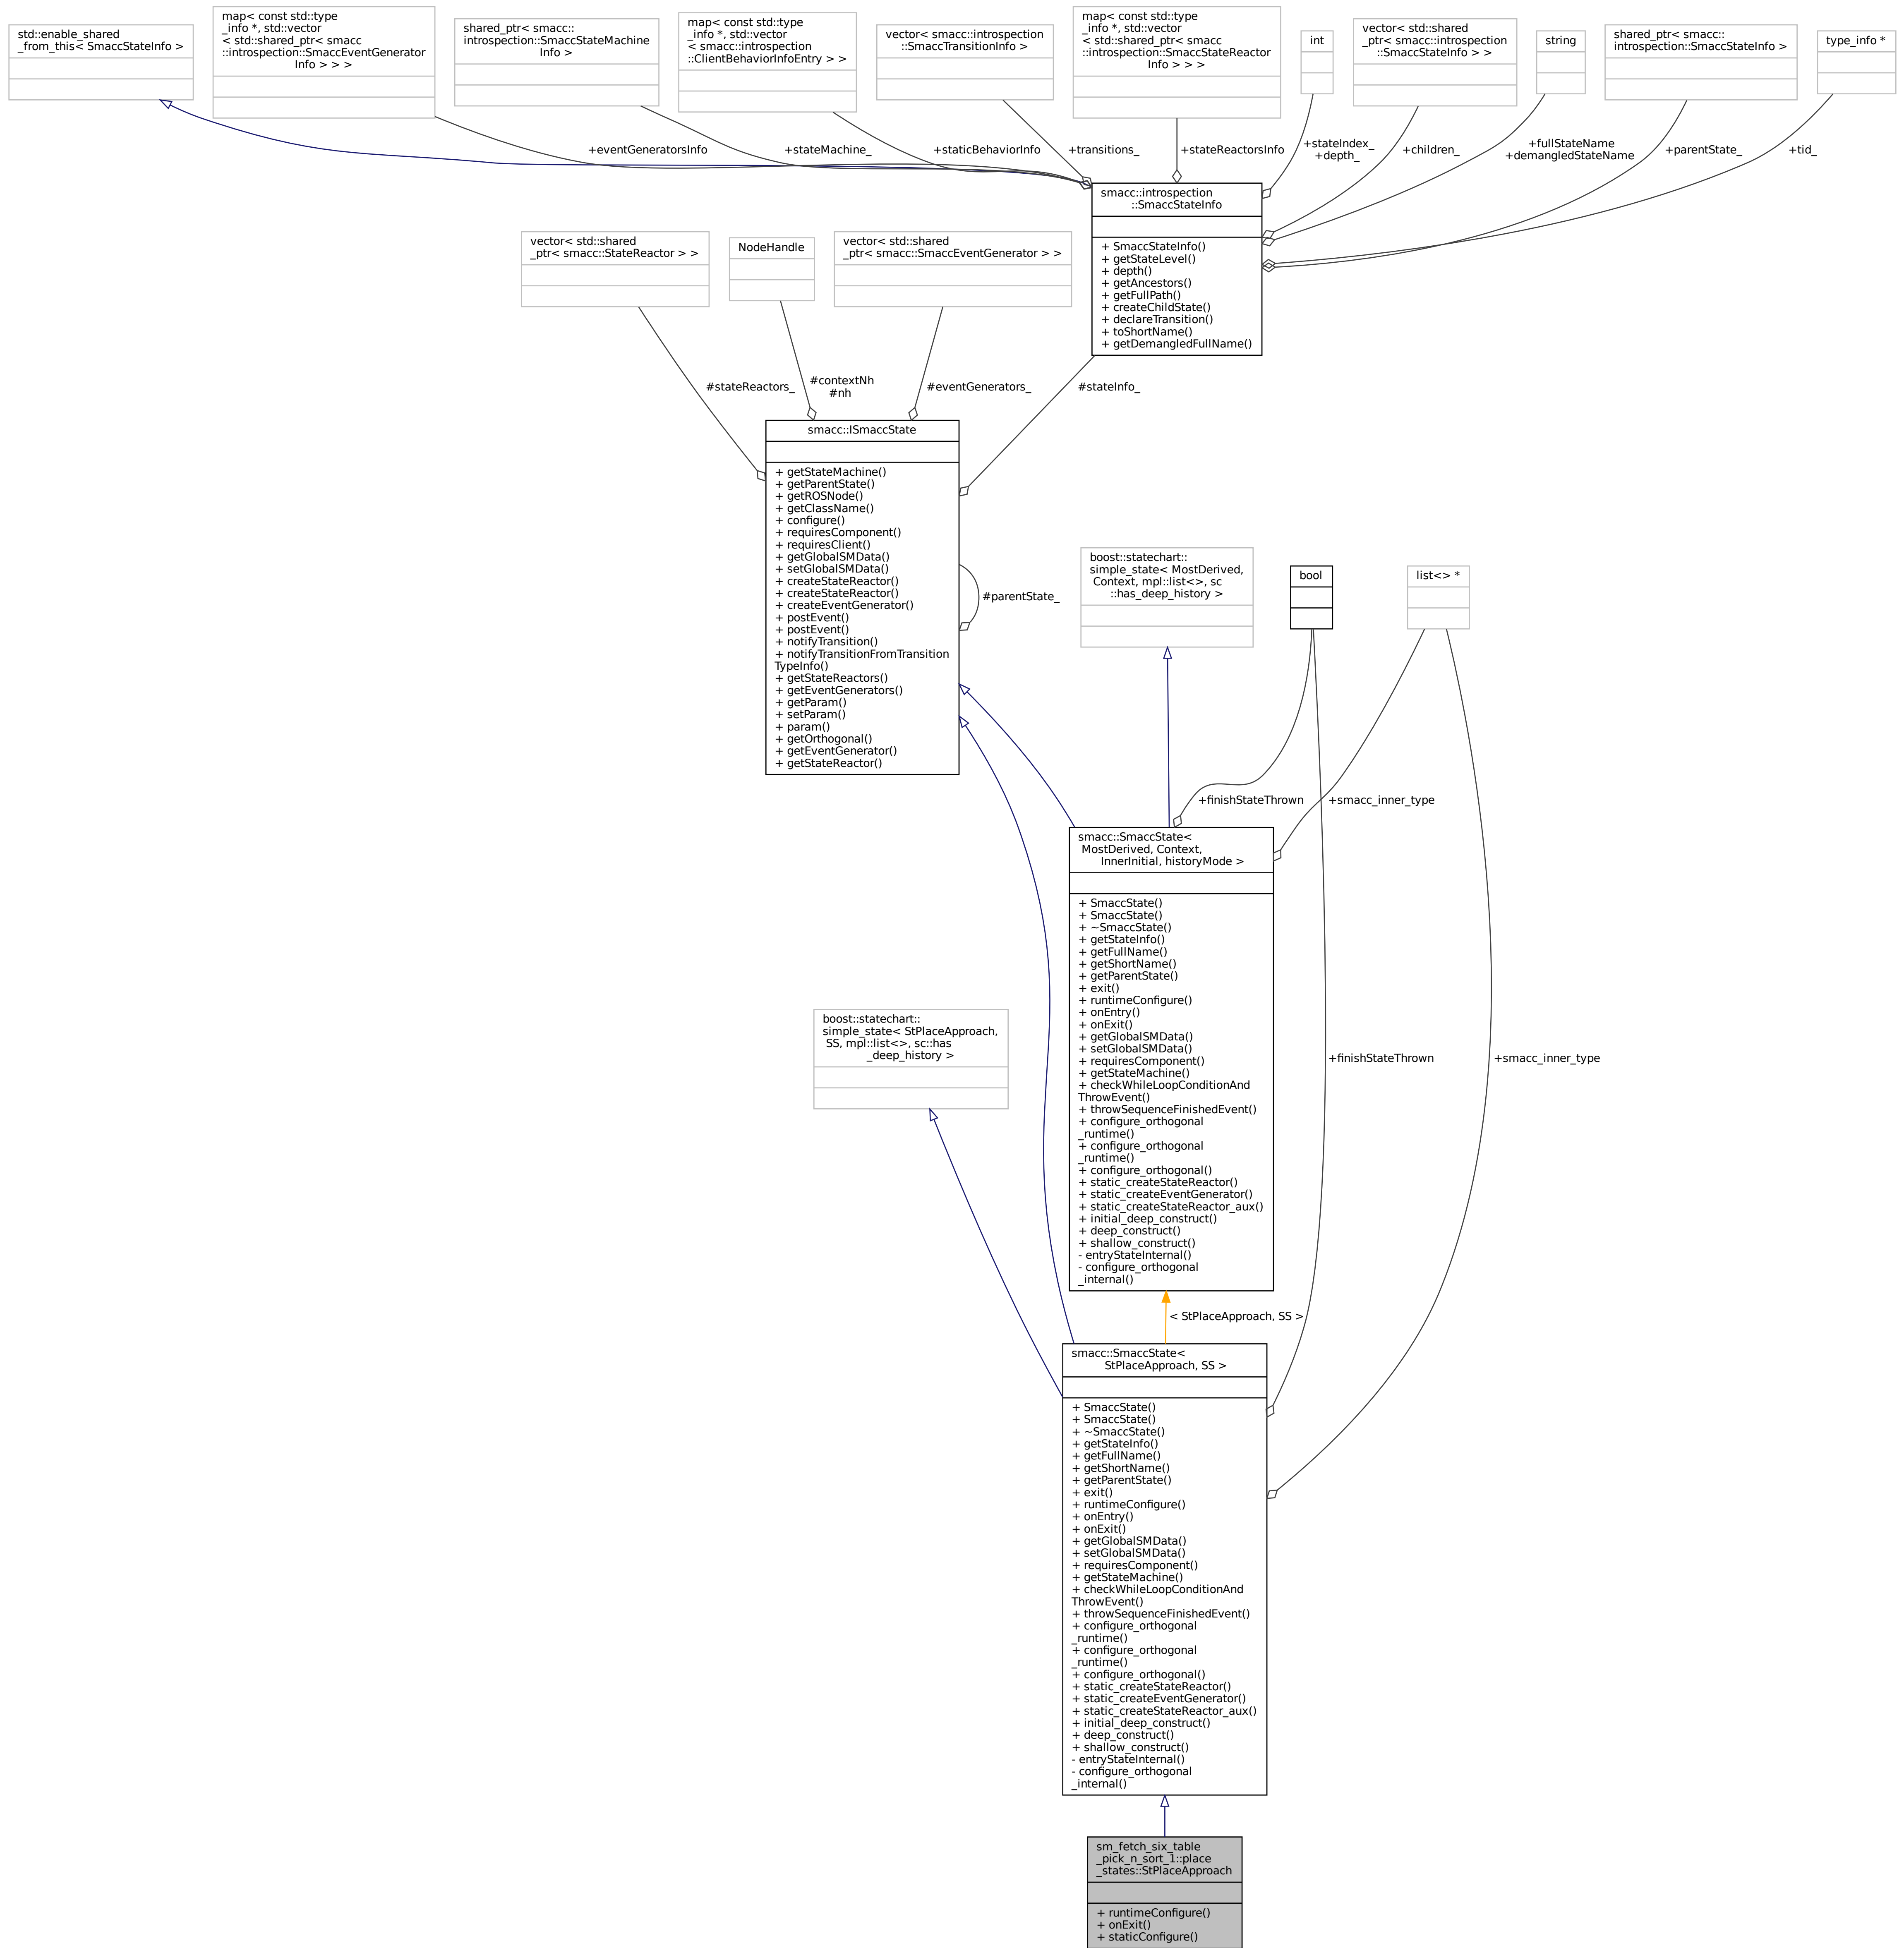 std::enable_shared
_from_this< SmaccStateInfo >
map< const std::type
_info *, std::vector
< std::shared_ptr< smacc
::introspection::SmaccEventGenerator
Info > > >
shared_ptr< smacc::
introspection::SmaccStateMachine
Info >
map< const std::type
_info *, std::vector
< smacc::introspection
::ClientBehaviorInfoEntry > >
vector< smacc::introspection
::SmaccTransitionInfo >
map< const std::type
_info *, std::vector
< std::shared_ptr< smacc
::introspection::SmaccStateReactor
Info > > >
int
vector< std::shared
_ptr< smacc::introspection
::SmaccStateInfo > >
string
shared_ptr< smacc::
introspection::SmaccStateInfo >
type_info *
+eventGeneratorsInfo
+stateMachine_
+staticBehaviorInfo
+transitions_
+stateReactorsInfo
+stateIndex_
+depth_
+children_
+fullStateName
+demangledStateName
+parentState_
+tid_
smacc::introspection
::SmaccStateInfo
+ SmaccStateInfo()
+ getStateLevel()
+ depth()
+ getAncestors()
+ getFullPath()
+ createChildState()
+ declareTransition()
+ toShortName()
+ getDemangledFullName()
vector< std::shared
_ptr< smacc::StateReactor > >
NodeHandle
vector< std::shared
_ptr< smacc::SmaccEventGenerator > >
#stateReactors_
#contextNh
#nh
#eventGenerators_
#stateInfo_
smacc::ISmaccState
+ getStateMachine()
+ getParentState()
+ getROSNode()
+ getClassName()
+ configure()
+ requiresComponent()
+ requiresClient()
+ getGlobalSMData()
+ setGlobalSMData()
+ createStateReactor()
+ createStateReactor()
+ createEventGenerator()
+ postEvent()
+ postEvent()
+ notifyTransition()
+ notifyTransitionFromTransition
TypeInfo()
+ getStateReactors()
+ getEventGenerators()
+ getParam()
+ setParam()
+ param()
+ getOrthogonal()
+ getEventGenerator()
+ getStateReactor()
#parentState_
boost::statechart::
simple_state< MostDerived,
Context, mpl::list<>, sc
::has_deep_history >
bool
list<> *
+finishStateThrown
+smacc_inner_type
smacc::SmaccState<
MostDerived, Context,
InnerInitial, historyMode >
+ SmaccState()
+ SmaccState()
+ ~SmaccState()
+ getStateInfo()
+ getFullName()
+ getShortName()
+ getParentState()
+ exit()
+ runtimeConfigure()
+ onEntry()
+ onExit()
+ getGlobalSMData()
+ setGlobalSMData()
+ requiresComponent()
+ getStateMachine()
+ checkWhileLoopConditionAnd
ThrowEvent()
+ throwSequenceFinishedEvent()
+ configure_orthogonal
_runtime()
+ configure_orthogonal
_runtime()
+ configure_orthogonal()
+ static_createStateReactor()
+ static_createEventGenerator()
+ static_createStateReactor_aux()
+ initial_deep_construct()
+ deep_construct()
+ shallow_construct()
- entryStateInternal()
- configure_orthogonal
_internal()
boost::statechart::
simple_state< StPlaceApproach,
SS, mpl::list<>, sc::has
_deep_history >
+finishStateThrown
+smacc_inner_type
< StPlaceApproach, SS >
smacc::SmaccState<
StPlaceApproach, SS >
+ SmaccState()
+ SmaccState()
+ ~SmaccState()
+ getStateInfo()
+ getFullName()
+ getShortName()
+ getParentState()
+ exit()
+ runtimeConfigure()
+ onEntry()
+ onExit()
+ getGlobalSMData()
+ setGlobalSMData()
+ requiresComponent()
+ getStateMachine()
+ checkWhileLoopConditionAnd
ThrowEvent()
+ throwSequenceFinishedEvent()
+ configure_orthogonal
_runtime()
+ configure_orthogonal
_runtime()
+ configure_orthogonal()
+ static_createStateReactor()
+ static_createEventGenerator()
+ static_createStateReactor_aux()
+ initial_deep_construct()
+ deep_construct()
+ shallow_construct()
- entryStateInternal()
- configure_orthogonal
_internal()
sm_fetch_six_table
_pick_n_sort_1::place
_states::StPlaceApproach
+ runtimeConfigure()
+ onExit()
+ staticConfigure()